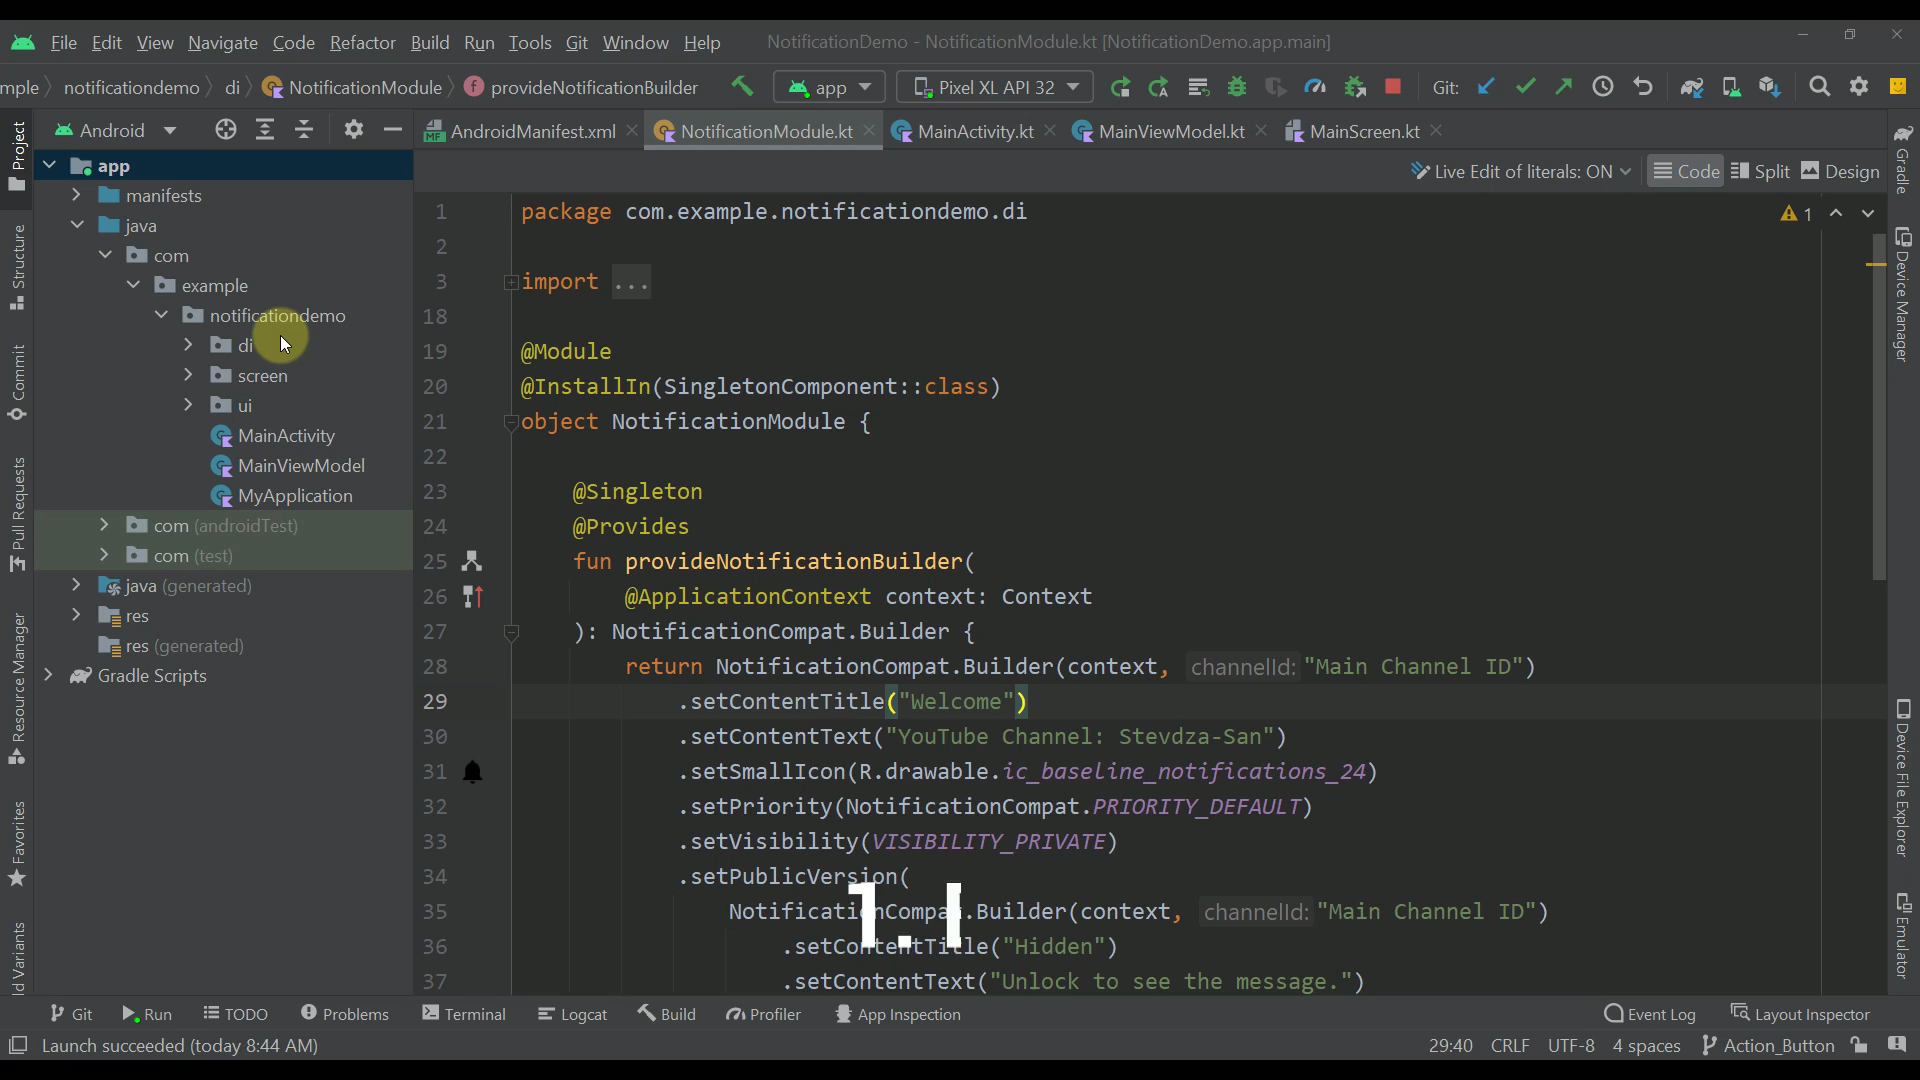 File Edit View Navigate Code Refactor Build Run Tools Git Window Help NotificationDemo - NotificationModule.kt [NotificationDemo.app.main]
mple notificationdemo di NotificationModule provideNotificationBuilder app Pixel XL API 32 Git:
Android AndroidManifest.xml NotificationModule.kt MainActivity.kt MainViewModel.kt MainScreen.kt
Live Edit of literals: ON Code Split Design
Project
Structure
Commit
Pull Requests
Resource Manager
Favorites
ld Variants
app
manifests
java
com
example
notificationdemo
di
screen
ui
MainActivity
MainViewModel
MyApplication
com (androidTest)
com (test)
java (generated)
res
res (generated)
Gradle Scripts
1 package com.example.notificationdemo.di
2
3 import ...
18
19 @Module
20 @InstallIn(SingletonComponent::class)
21 object NotificationModule {
22
23 @Singleton
24 @Provides
25 fun provideNotificationBuilder(
26 @ApplicationContext context: Context
27 ): NotificationCompat.Builder {
28 return NotificationCompat.Builder(context, channelId: "Main Channel ID")
29 .setContentTitle("Welcome")
30 .setContentText("YouTube Channel: Stevdza-San")
31 .setSmallIcon(R.drawable.ic_baseline_notifications_24)
32 .setPriority(NotificationCompat.PRIORITY_DEFAULT)
33 .setVisibility(VISIBILITY_PRIVATE)
34 .setPublicVersion(
35 NotificationCompat.Builder(context, channelId: "Main Channel ID")
36 .setContentTitle("Hidden")
37 .setContentText("Unlock to see the message.")
1
1.
Gradle
Device Manager
Device File Explorer
Emulator
Git Run TODO Problems Terminal Logcat Build Profiler App Inspection Event Log Layout Inspector
Launch succeeded (today 8:44 AM) 29:40 CRLF UTF-8 4 spaces Action_Button